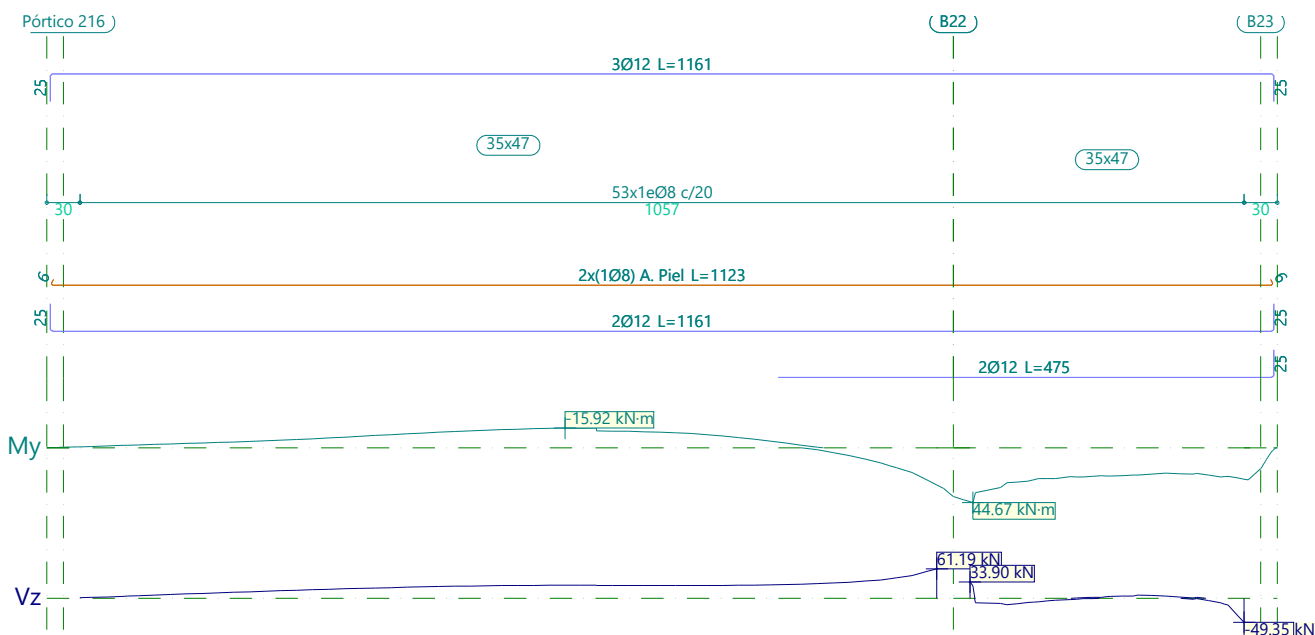 Pórtico 216
B22
B23
3Ø12 L=1161
25
25
35x47
35x47
53x1eØ8 c/20
30
1057
30
6
2x(1Ø8) A. Piel L=1123
6
25
2Ø12 L=1161
25
2Ø12 L=475
25
-15.92 kN·m
My
44.67 kN·m
61.19 kN
33.90 kN
Vz
-49.35 kN